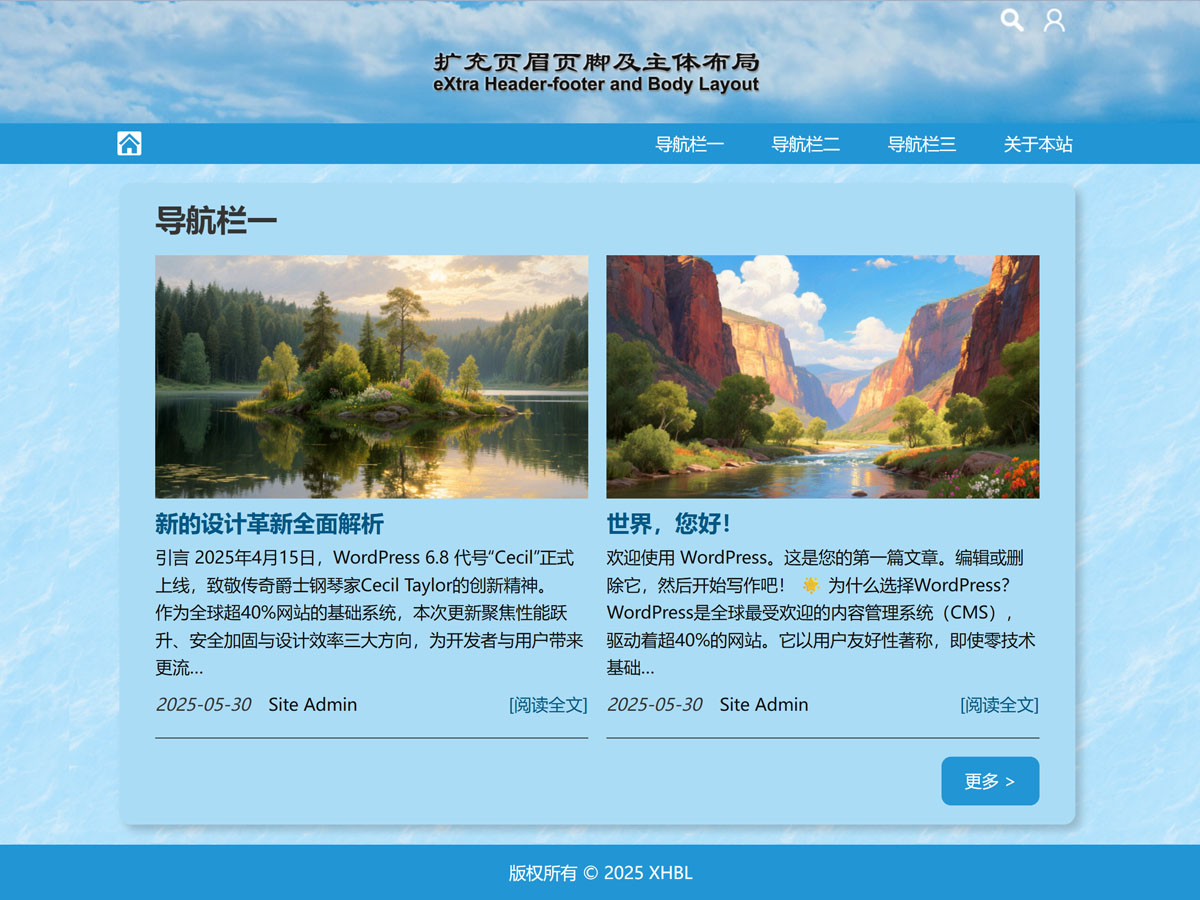 扩充页眉页脚及主体布局
eXtra Header-footer and Body Layout
导航栏一 导航栏二 导航栏三 关于本站
导航栏一
新的设计革新全面解析
引言 2025年4月15日，WordPress 6.8 代号“Cecil”正式
上线，致敬传奇爵士钢琴家Cecil Taylor的创新精神。
作为全球超40%网站的基础系统，本次更新聚焦性能跃
升、安全加固与设计效率三大方向，为开发者与用户带来
更流...
2025-05-30 Site Admin [阅读全文]
世界，您好！
欢迎使用 WordPress。这是您的第一篇文章。编辑或删
除它，然后开始写作吧！ 🌟 为什么选择WordPress？
WordPress是全球最受欢迎的内容管理系统（CMS），
驱动着超40%的网站。它以用户友好性著称，即使零技术
基础...
2025-05-30 Site Admin [阅读全文]
更多 >
版权所有 © 2025 XHBL